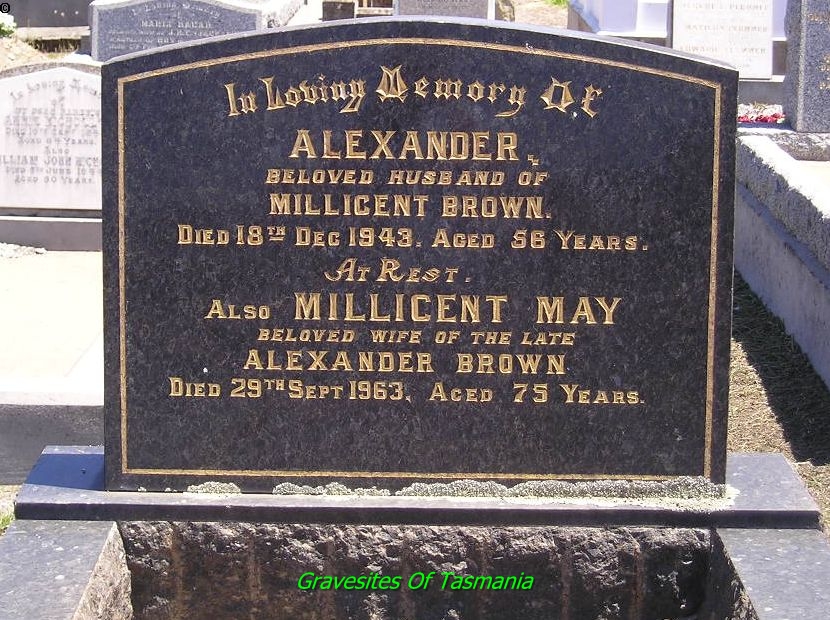 In Loving Memory Of
ALEXANDER,
BELOVED HUSBAND OF
MILLICENT BROWN.
DIED 18TH DEC 1943. AGED 56 YEARS.
AT REST.
ALSO MILLICENT MAY
BELOVED WIFE OF THE LATE
ALEXANDER BROWN
DIED 29TH SEPT 1963, AGED 75 YEARS.
Gravesites Of Tasmania